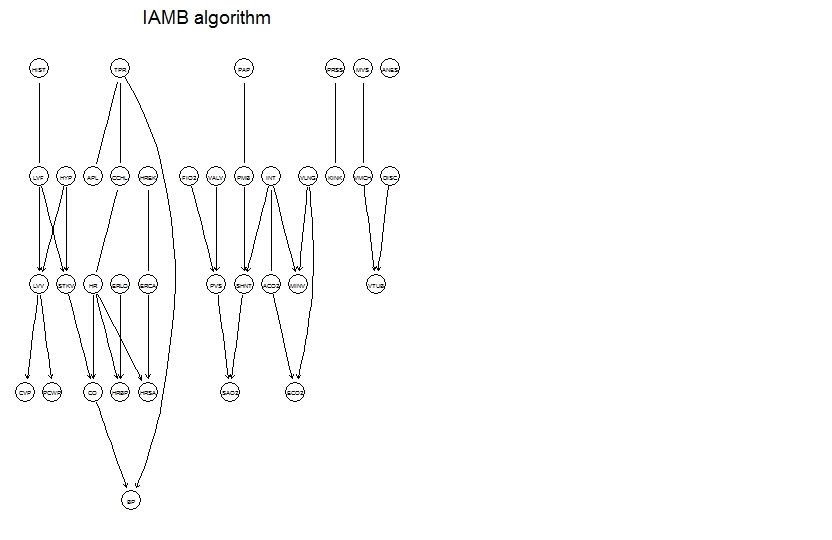 IAMB algorithm
HIST TPR PAP PRSS MVS ANES
LVF HYP APL CCHL HREK FIO2 VALV PMB INT VLNG KINK VMCH DISC
LVV STKV HR ERLO ERCA PVS SHNT ACO2 MINV VTUB
CVP PCWP CO HRBP HRSA SAO2 ECO2
BP